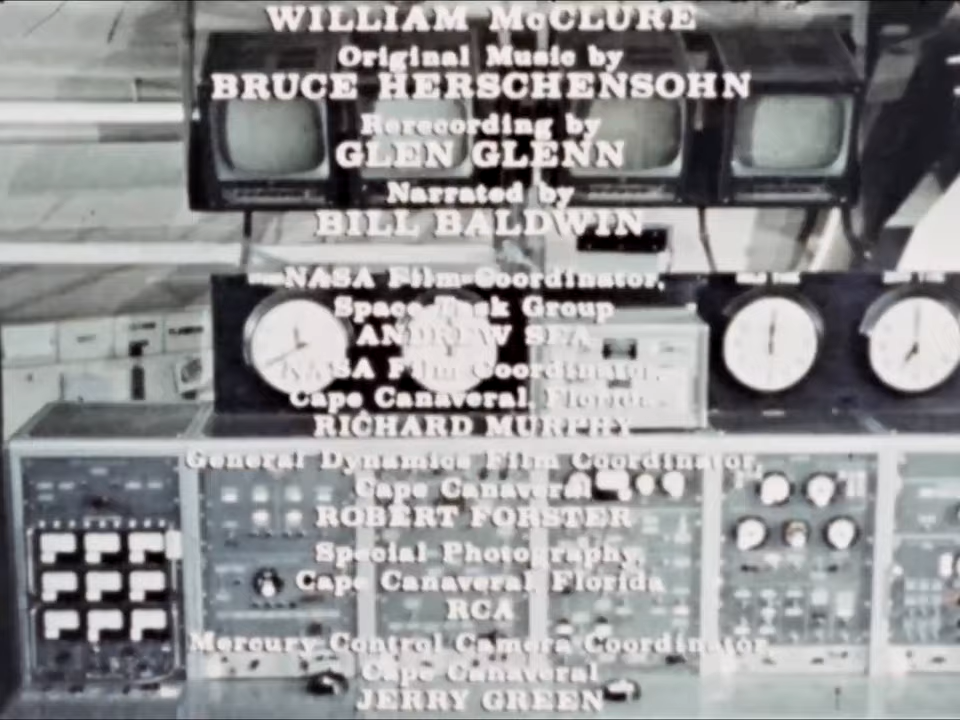 WILLIAM McCLURE
Original Music by
BRUCE HERSCHENSOHN
Rerecording by
GLEN GLENN
Narrated by
BILL BALDWIN
NASA Film Coordinator,
Space Task Group
ANDREW SEA
NASA Film Coordinator,
Cape Canaveral, Florida
RICHARD MURPHY
General Dynamics Film Coordinator,
Cape Canaveral
ROBERT FORSTER
Special Photography,
Cape Canaveral, Florida
RCA
Mercury Control Camera Coordinator,
Cape Canaveral
JERRY GREEN